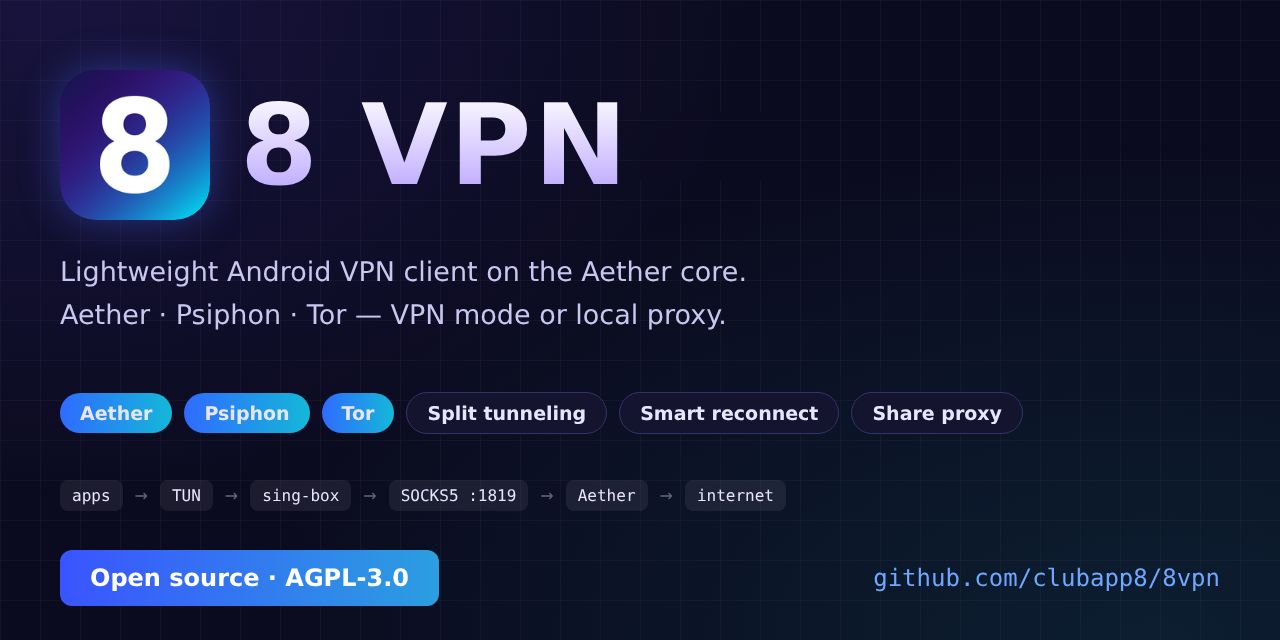 8
8 VPN
Lightweight Android VPN client on the Aether core.
Aether · Psiphon · Tor — VPN mode or local proxy.
Aether Psiphon Tor Split tunneling Smart reconnect Share proxy
apps → TUN → sing-box → SOCKS5 :1819 → Aether → internet
Open source · AGPL-3.0
github.com/clubapp8/8vpn